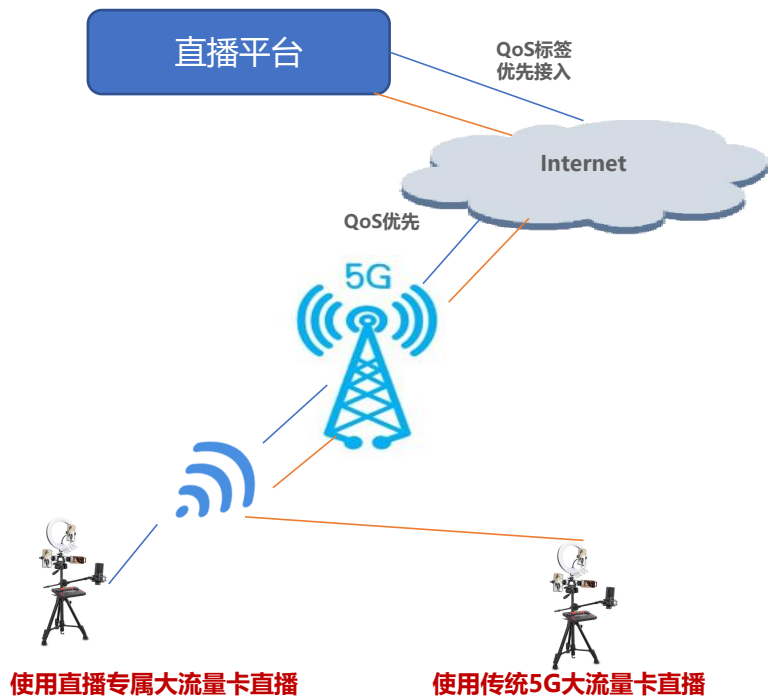 直播平台
QoS标签
优先接入
Internet
QoS优先
5G
使用直播专属大流量卡直播
使用传统5G大流量卡直播